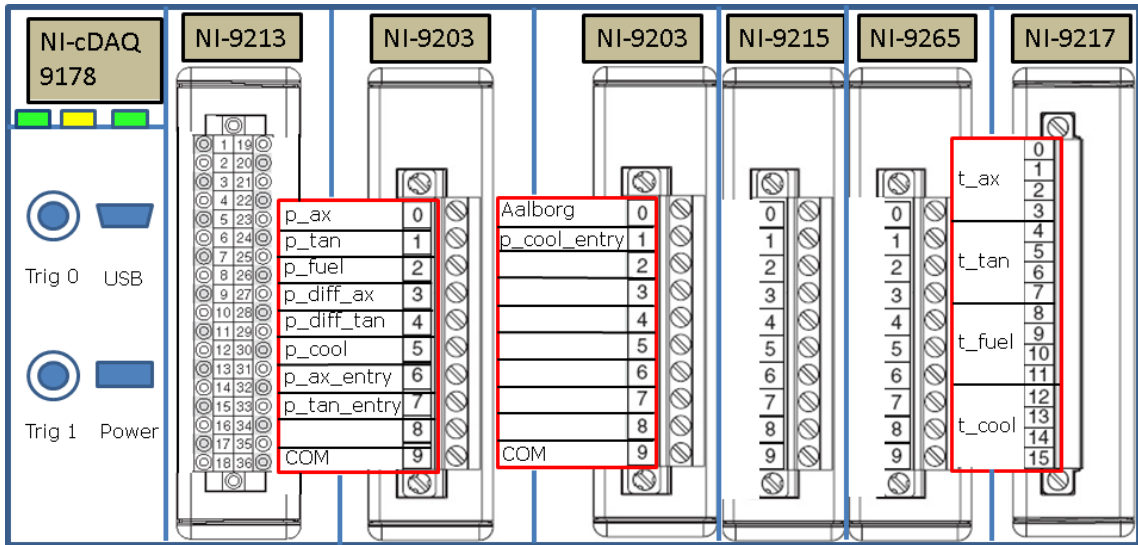 NI-cDAQ
9178
NI-9213
NI-9203
NI-9203
NI-9215
NI-9265
NI-9217
Trig 0
USB
Trig 1
Power
1 19
2 20
3 21
4 22
5 23
6 24
7 25
8 26
9 27
10 28
11 29
12 30
13 31
14 32
15 33
16 34
17 35
18 36
p_ax 0
p_tan 1
p_fuel 2
p_diff_ax 3
p_diff_tan 4
p_cool 5
p_ax_entry 6
p_tan_entry 7
8
COM 9
Aalborg 0
p_cool_entry 1
2
3
4
5
6
7
8
COM 9
0
1
2
3
4
5
6
7
8
9
0
1
2
3
4
5
6
7
8
9
t_ax
0
1
2
3
t_tan
4
5
6
7
t_fuel
8
9
10
11
t_cool
12
13
14
15